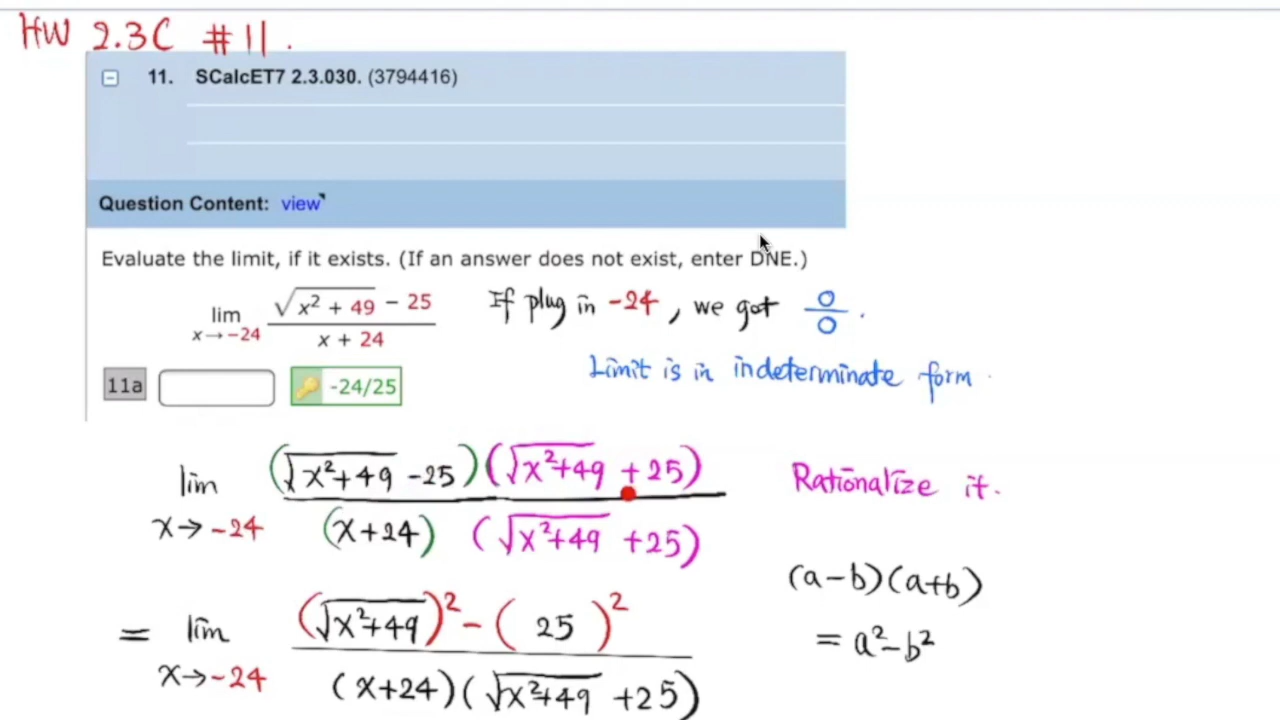 HW 2.3C #11.
11. SCalcET7 2.3.030. (3794416)
Question Content: view
Evaluate the limit, if it exists. (If an answer does not exist, enter DNE.)
lim x→−24 (√(x² + 49) − 25)/(x + 24) If plug in -24, we got 0/0.
Limit is in indeterminate form.
11a -24/25
lim x→-24 (√(x²+49) -25)(√(x²+49) +25)/((x+24)(√(x²+49) +25)) Rationalize it.
(a-b)(a+b)
= lim x→-24 ((√(x²+49))² - (25)²)/((x+24)(√(x²+49) +25))
= a²-b²